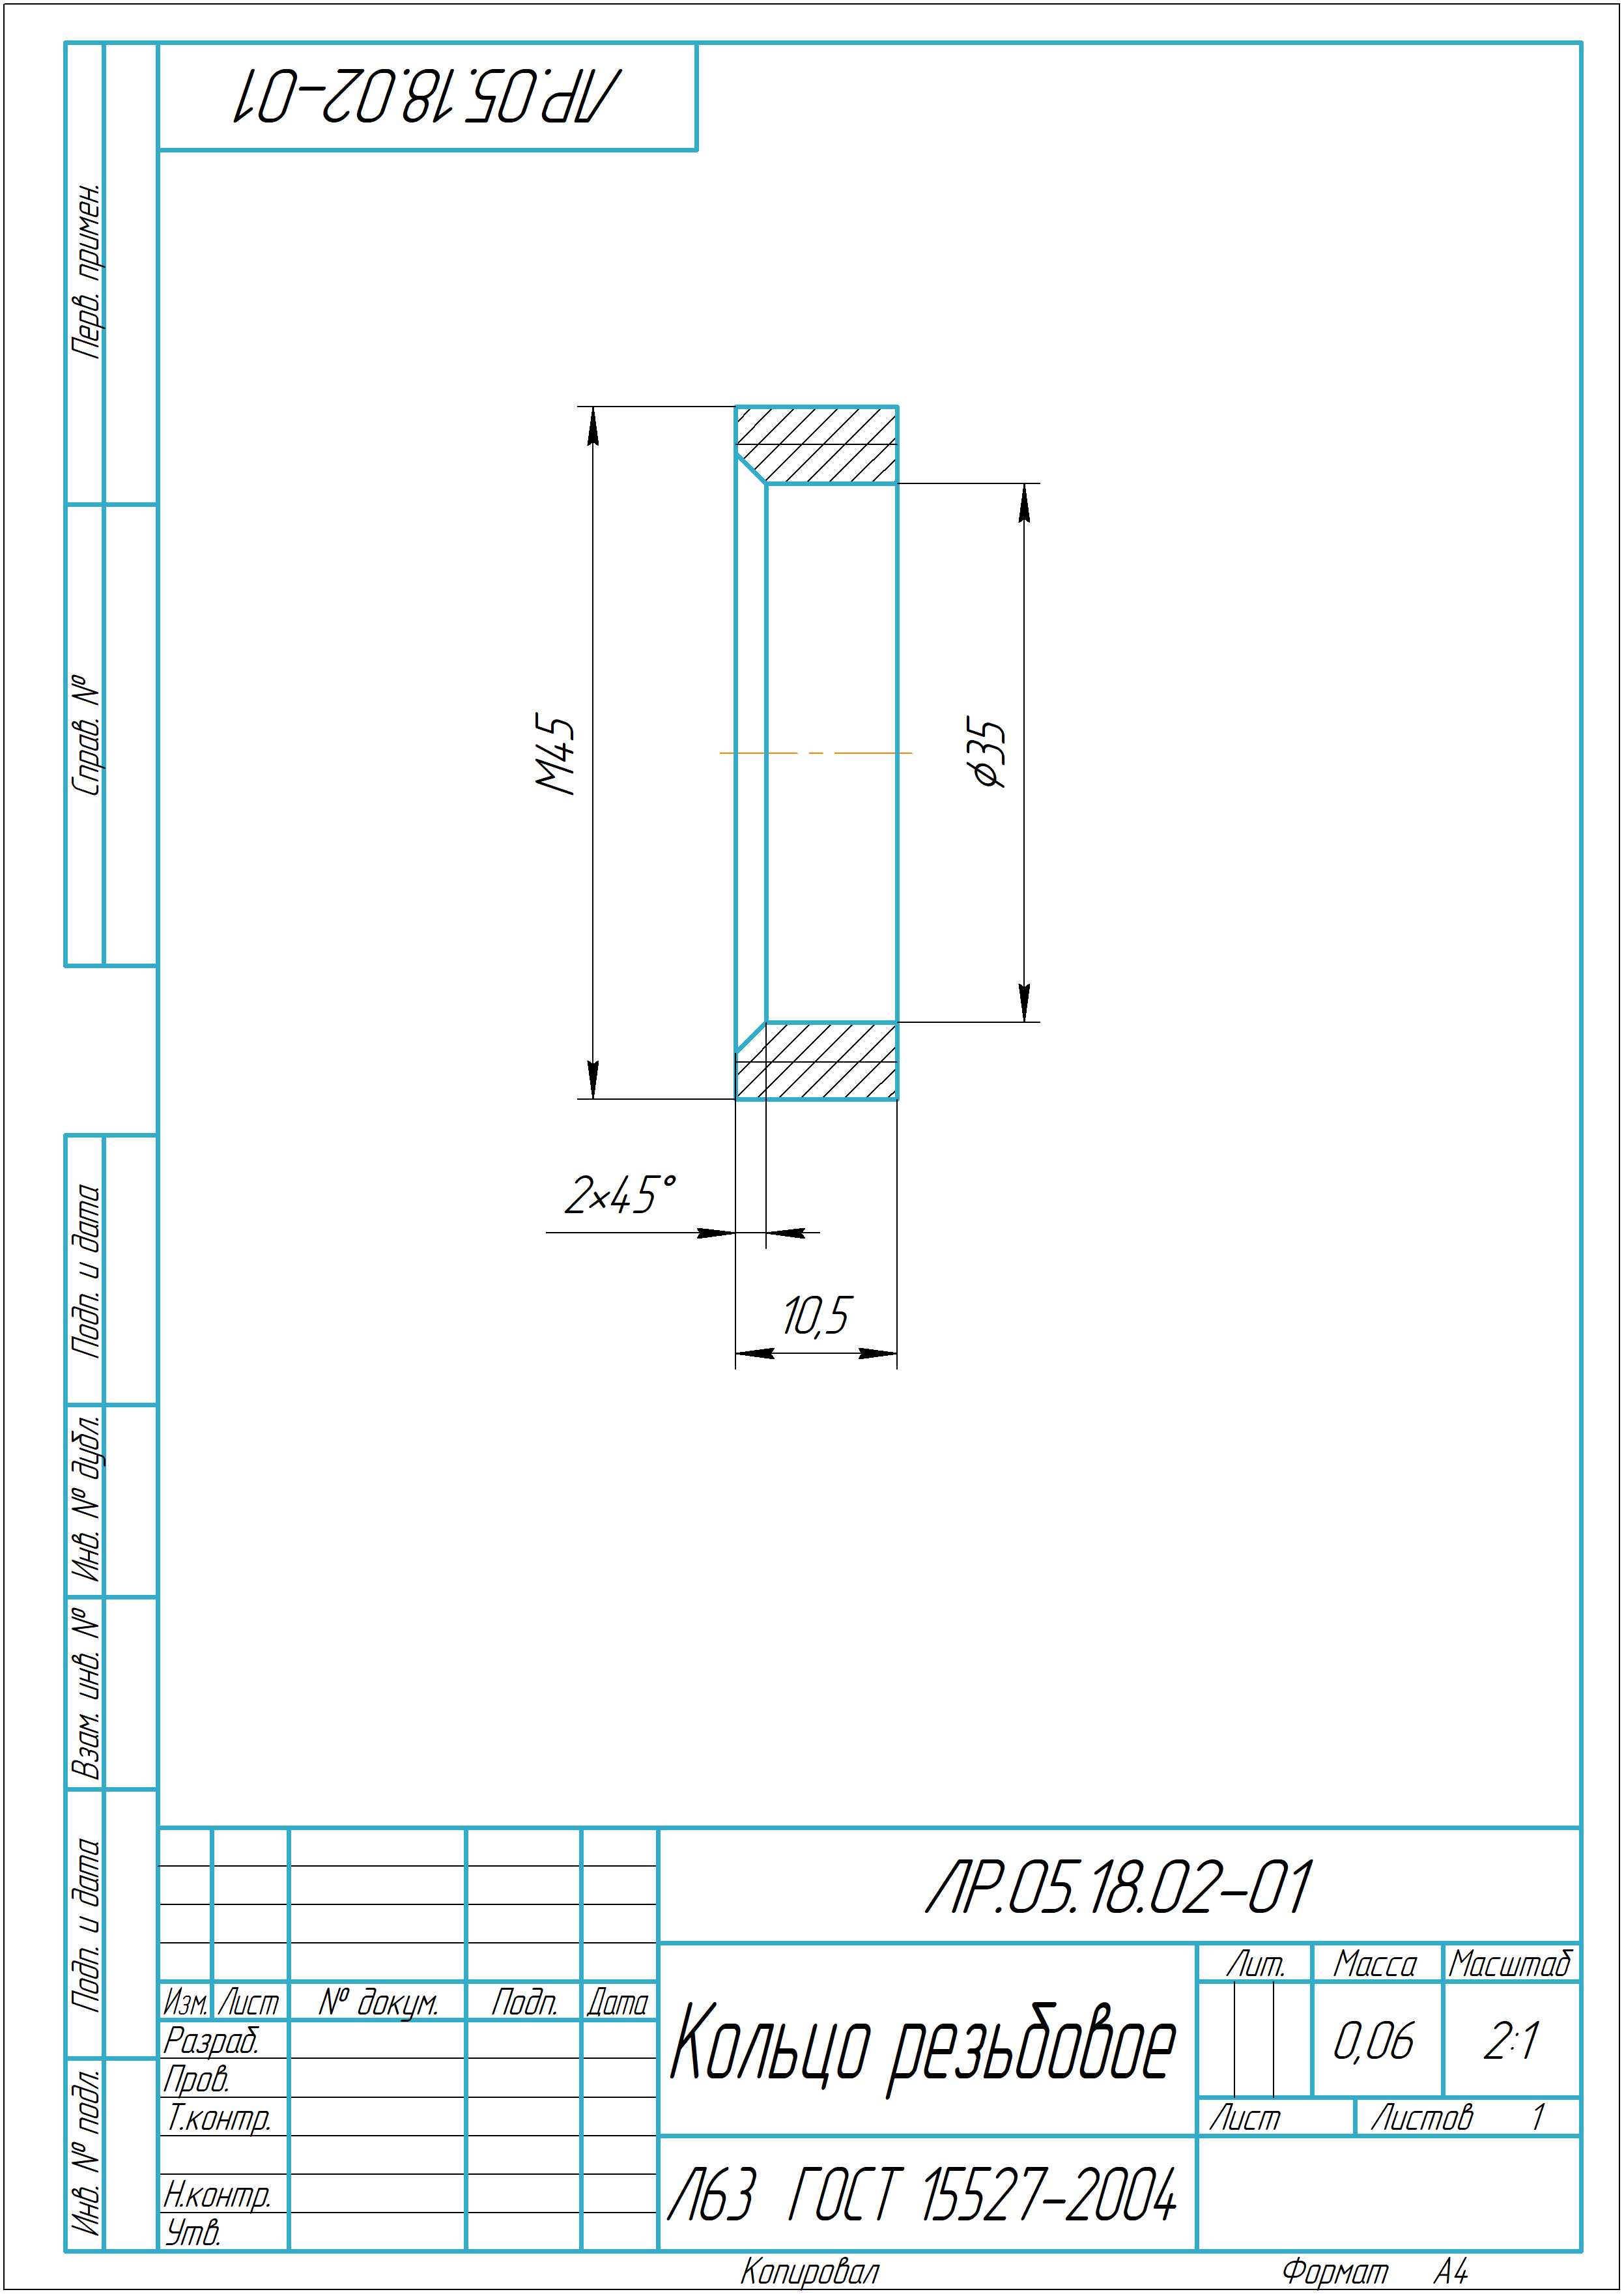 ЛР.05.18.02-01
Перв. примен.
Справ. №
Подп. и дата
Инв. № дубл.
Взам. инв. №
Подп. и дата
Инв. № подл.
М45
⌀35
2×45°
10,5
ЛР.05.18.02-01
Изм. Лист № докум. Подп. Дата
Разраб.
Пров.
Т.контр.
Н.контр.
Утв.
Кольцо резьбовое
Лит. Масса Масштаб
0,06 2:1
Лист Листов 1
Л63 ГОСТ 15527-2004
Копировал Формат А4